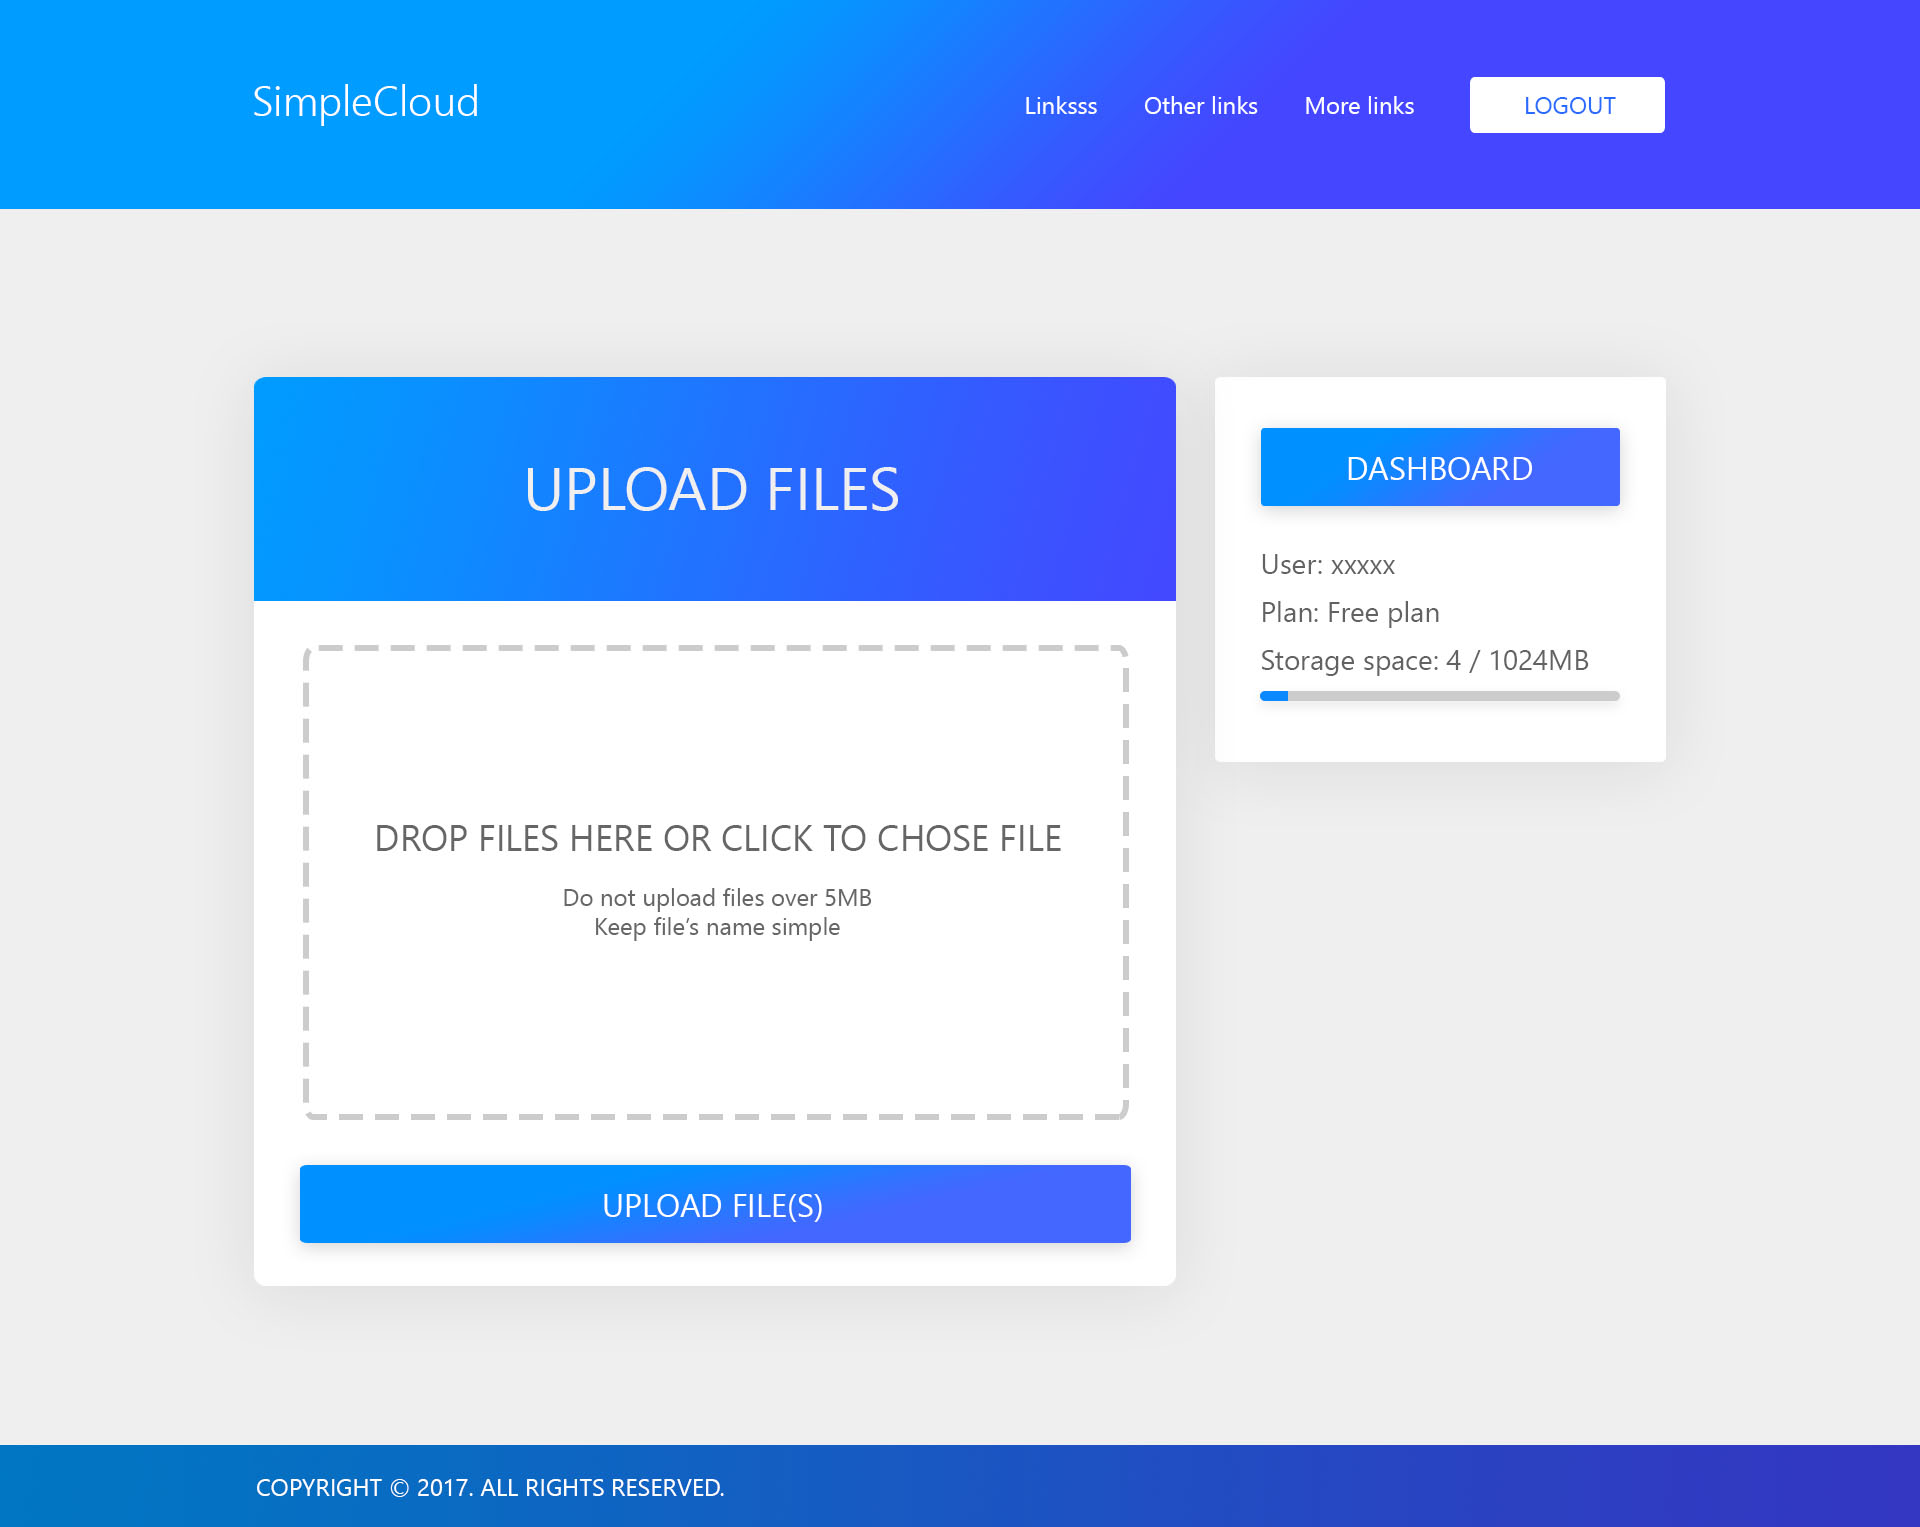 SimpleCloud
Linksss
Other links
More links
LOGOUT
UPLOAD FILES
DROP FILES HERE OR CLICK TO CHOSE FILE
Do not upload files over 5MB
Keep file’s name simple
UPLOAD FILE(S)
DASHBOARD
User: xxxxx
Plan: Free plan
Storage space: 4 / 1024MB
COPYRIGHT © 2017. ALL RIGHTS RESERVED.